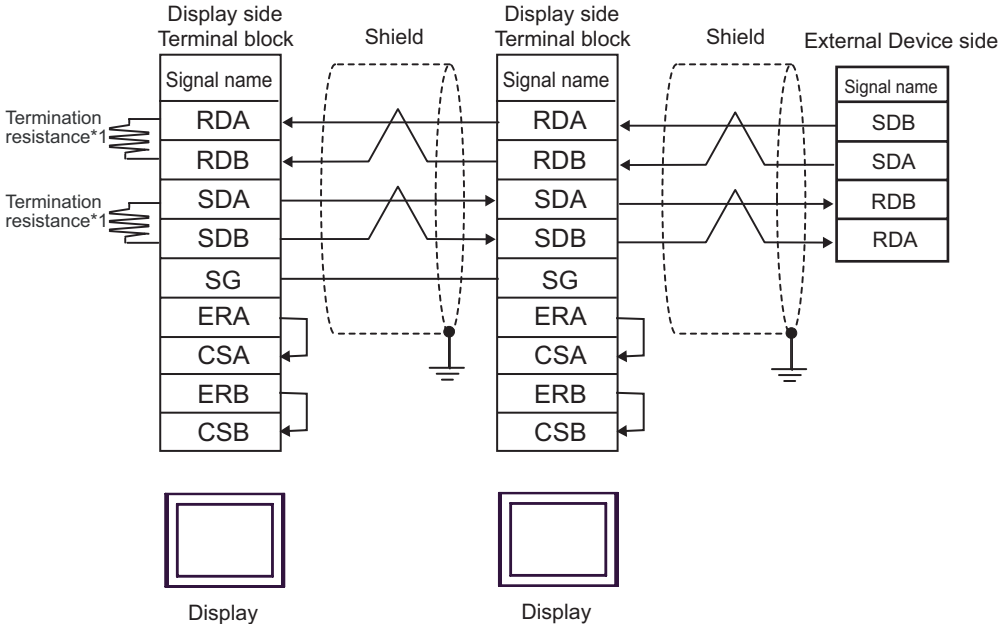 Display side
Terminal block
Shield
Display side
Terminal block
Shield
External Device side
Termination
resistance*1
Termination
resistance*1
Signal name
RDA
RDB
SDA
SDB
SG
ERA
CSA
ERB
CSB
Signal name
RDA
RDB
SDA
SDB
SG
ERA
CSA
ERB
CSB
Signal name
SDB
SDA
RDB
RDA
Display
Display